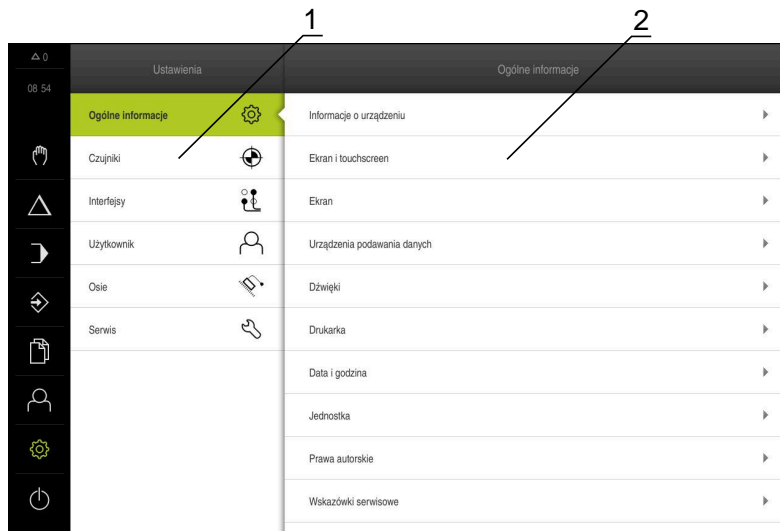 1
2
0
08 54
Ustawienia
Ogólne informacje
Ogólne informacje
Czujniki
Interfejsy
Użytkownik
Osie
Serwis
Informacje o urządzeniu
Ekran i touchscreen
Ekran
Urządzenia podawania danych
Dźwięki
Drukarka
Data i godzina
Jednostka
Prawa autorskie
Wskazówki serwisowe